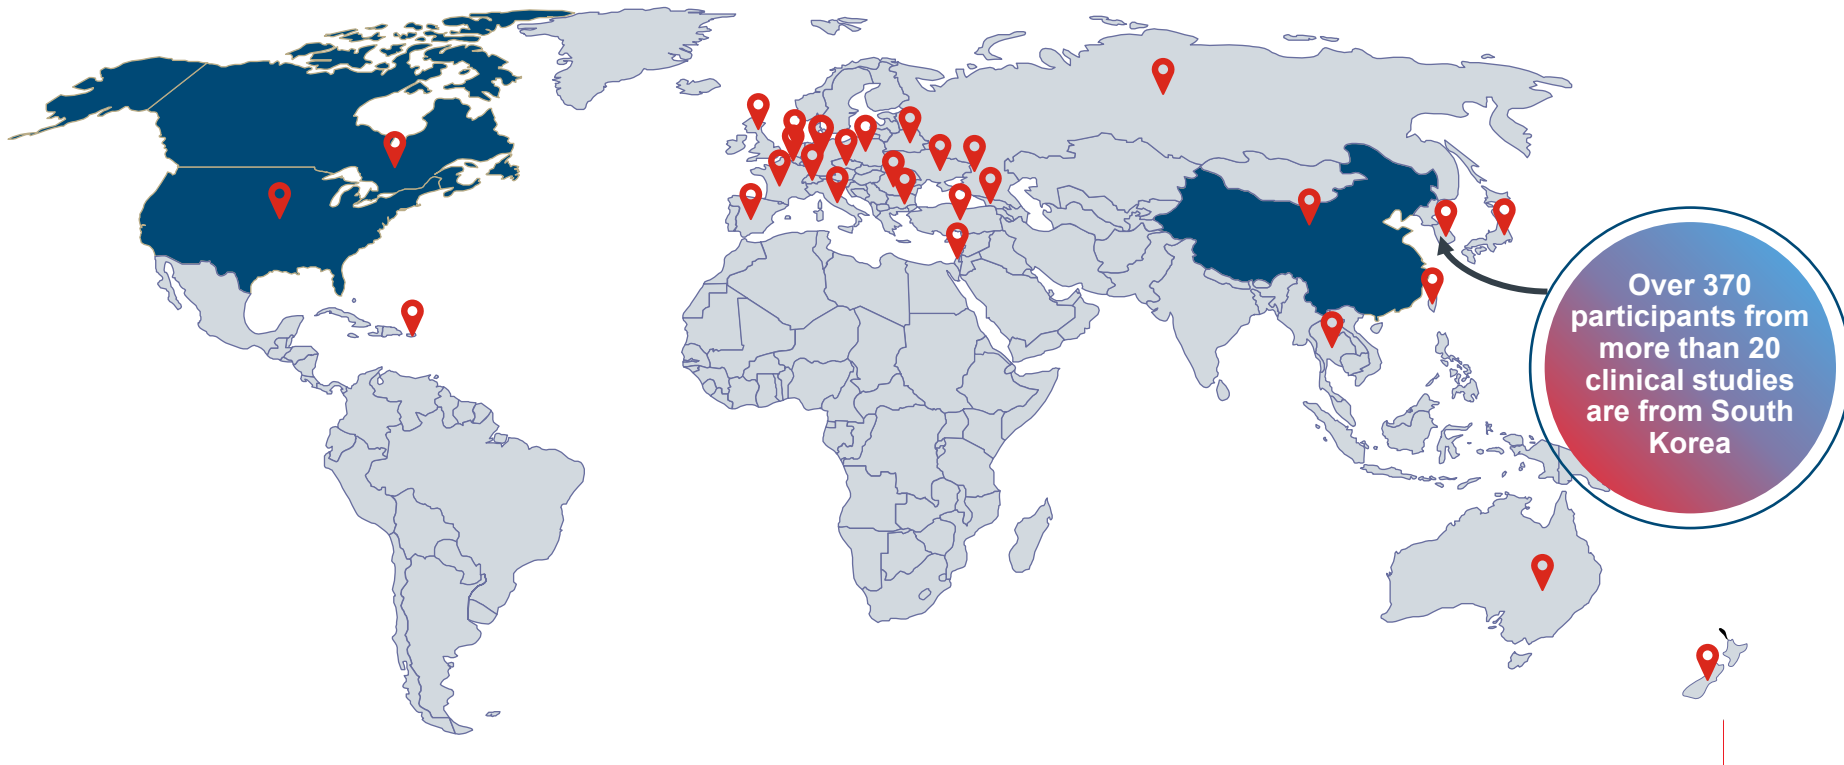 Over 370
participants from
more than 20
clinical studies
are from South
Korea